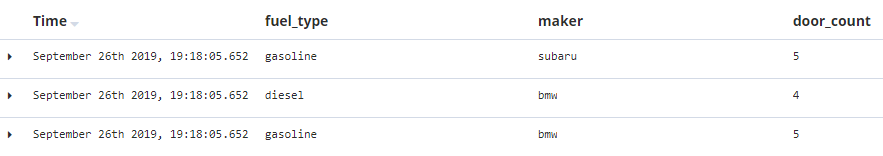 Time fuel_type maker door_count
September 26th 2019, 19:18:05.652 gasoline subaru 5
September 26th 2019, 19:18:05.652 diesel bmw 4
September 26th 2019, 19:18:05.652 gasoline bmw 5